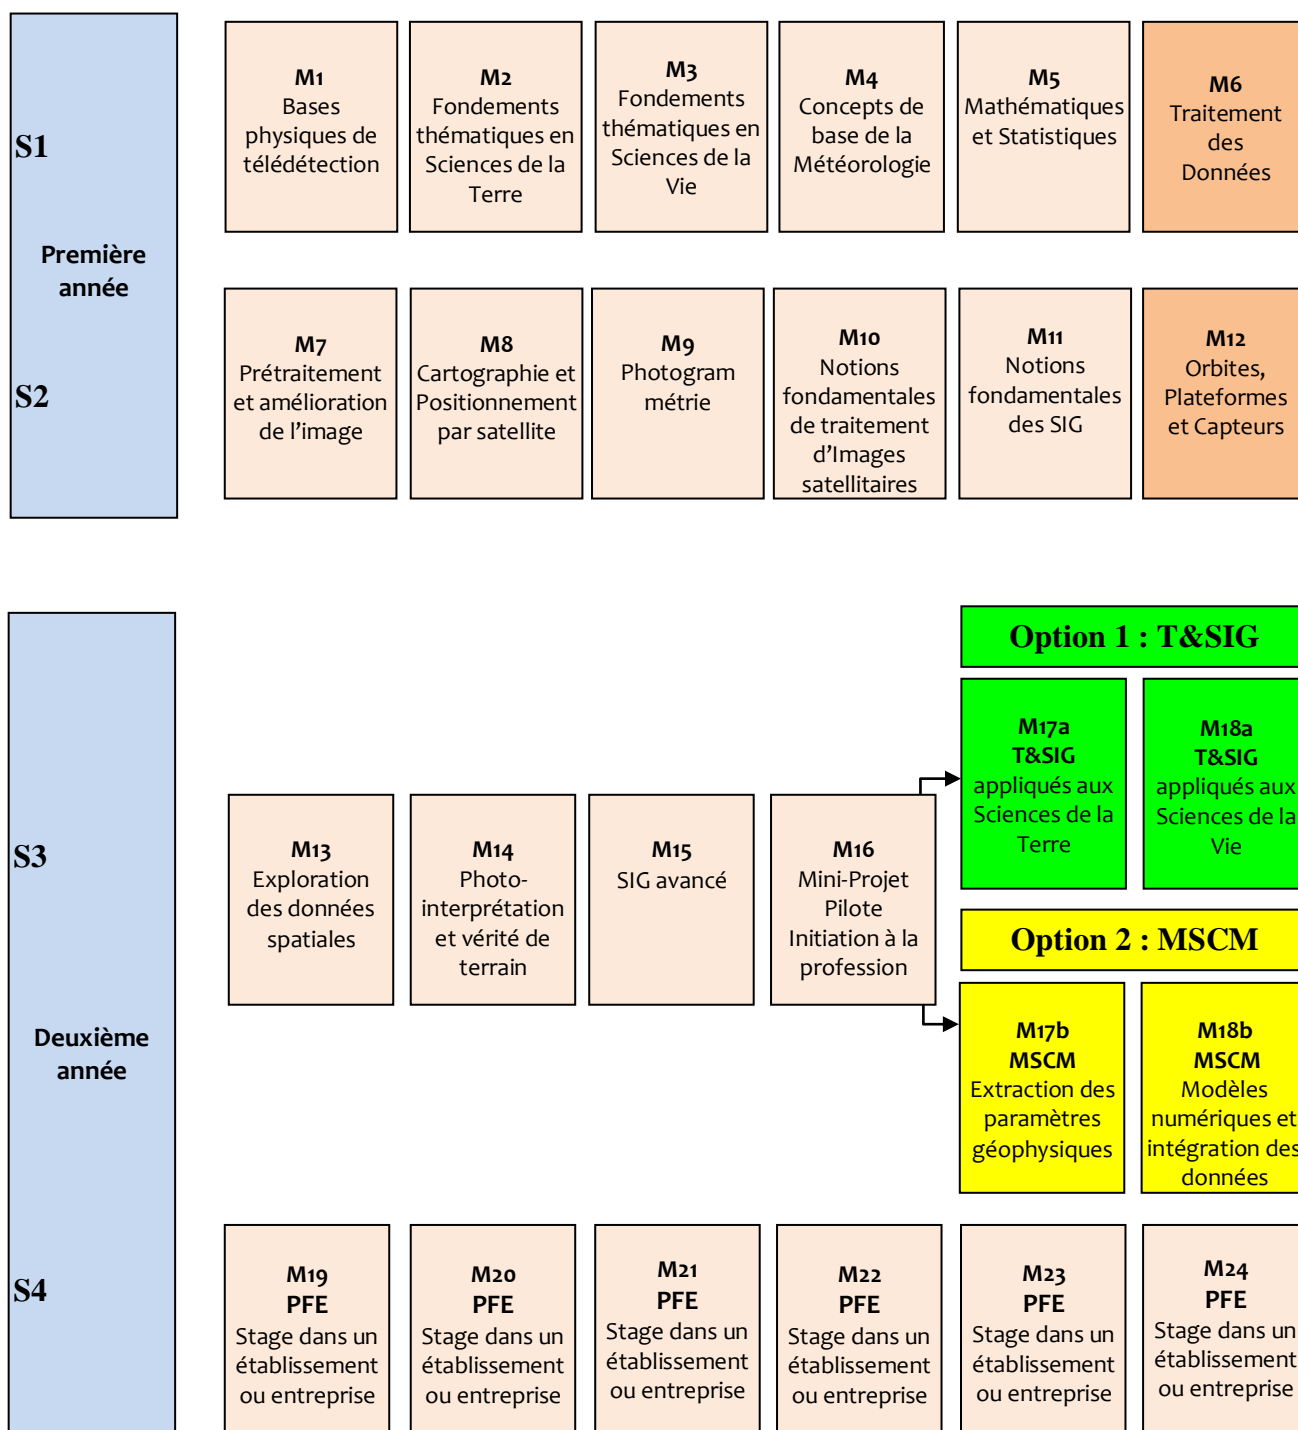 S1
Première
année
S2
M1
Bases
physiques de
télédétection
M2
Fondements
thématiques en
Sciences de la
Terre
M3
Fondements
thématiques en
Sciences de la
Vie
M4
Concepts de
base de la
Météorologie
M5
Mathématiques
et Statistiques
M6
Traitement
des
Données
M7
Prétraitement
et amélioration
de l’image
M8
Cartographie et
Positionnement
par satellite
M9
Photogram
métrie
M10
Notions
fondamentales
de traitement
d’Images
satellitaires
M11
Notions
fondamentales
des SIG
M12
Orbites,
Plateformes
et Capteurs
S3
Deuxième
année
S4
M13
Exploration
des données
spatiales
M14
Photo-
interprétation
et vérité de
terrain
M15
SIG avancé
M16
Mini-Projet
Pilote
Initiation à la
profession
Option 1 : T&SIG
M17a
T&SIG
appliqués aux
Sciences de la
Terre
M18a
T&SIG
appliqués aux
Sciences de la
Vie
Option 2 : MSCM
M17b
MSCM
Extraction des
paramètres
géophysiques
M18b
MSCM
Modèles
numériques et
intégration des
données
M19
PFE
Stage dans un
établissement
ou entreprise
M20
PFE
Stage dans un
établissement
ou entreprise
M21
PFE
Stage dans un
établissement
ou entreprise
M22
PFE
Stage dans un
établissement
ou entreprise
M23
PFE
Stage dans un
établissement
ou entreprise
M24
PFE
Stage dans un
établissement
ou entreprise